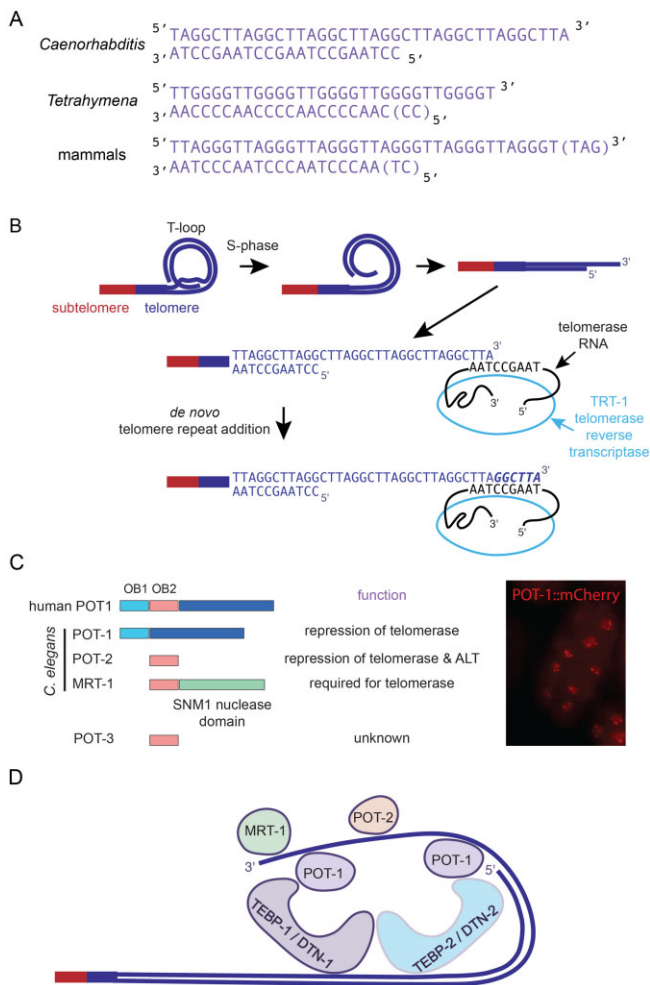 A
Caenorhabditis
5' TAGGCTTAGGCTTAGGCTTAGGCTTAGGCTTAGGCTTA 3'
3' ATCCGAATCCGAATCCGAATCC 5'
Tetrahymena
5' TTGGGGTTGGGGTTGGGGTTGGGGTTGGGGT 3'
3' AACCCCAACCCCAACCCCAAC(CC) 5'
mammals
5' TTAGGGTTAGGGTTAGGGTTAGGGTTAGGGTTAGGGT(TAG) 3'
3' AATCCCAATCCCAATCCCAA(TC) 5'
B
T-loop
S-phase
3'
5'
subtelomere telomere
telomerase
RNA
TTAGGCTTAGGCTTAGGCTTAGGCTTAGGCTTA 3'
AATCCGAATCC 5'
AATCCGAAT
3' 5'
TRT-1
telomerase
reverse
transcriptase
de novo
telomere repeat addition
TTAGGCTTAGGCTTAGGCTTAGGCTTAGGCTTAGGCTTA 3'
AATCCGAATCC 5'
AATCCGAAT
3' 5'
C
OB1 OB2
function
POT-1::mCherry
human POT1
C. elegans
POT-1
repression of telomerase
POT-2
repression of telomerase & ALT
MRT-1
required for telomerase
SNM1 nuclease
domain
POT-3
unknown
D
MRT-1
POT-2
3'
POT-1
POT-1
5'
TEBP-1 / DTN-1
TEBP-2 / DTN-2